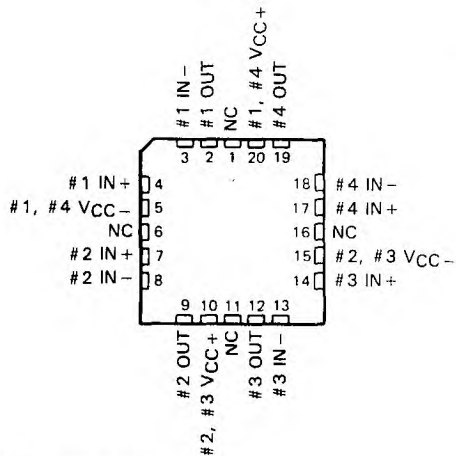 #1 IN−
#1 OUT
NC
#1, #4 VCC+
#4 OUT
3 2 1 20 19
#1 IN+ 4
#1, #4 VCC− 5
NC 6
#2 IN+ 7
#2 IN− 8
18 #4 IN−
17 #4 IN+
16 NC
15 #2, #3 VCC−
14 #3 IN+
9 10 11 12 13
#2 OUT
#2, #3 VCC+
NC
#3 OUT
#3 IN−